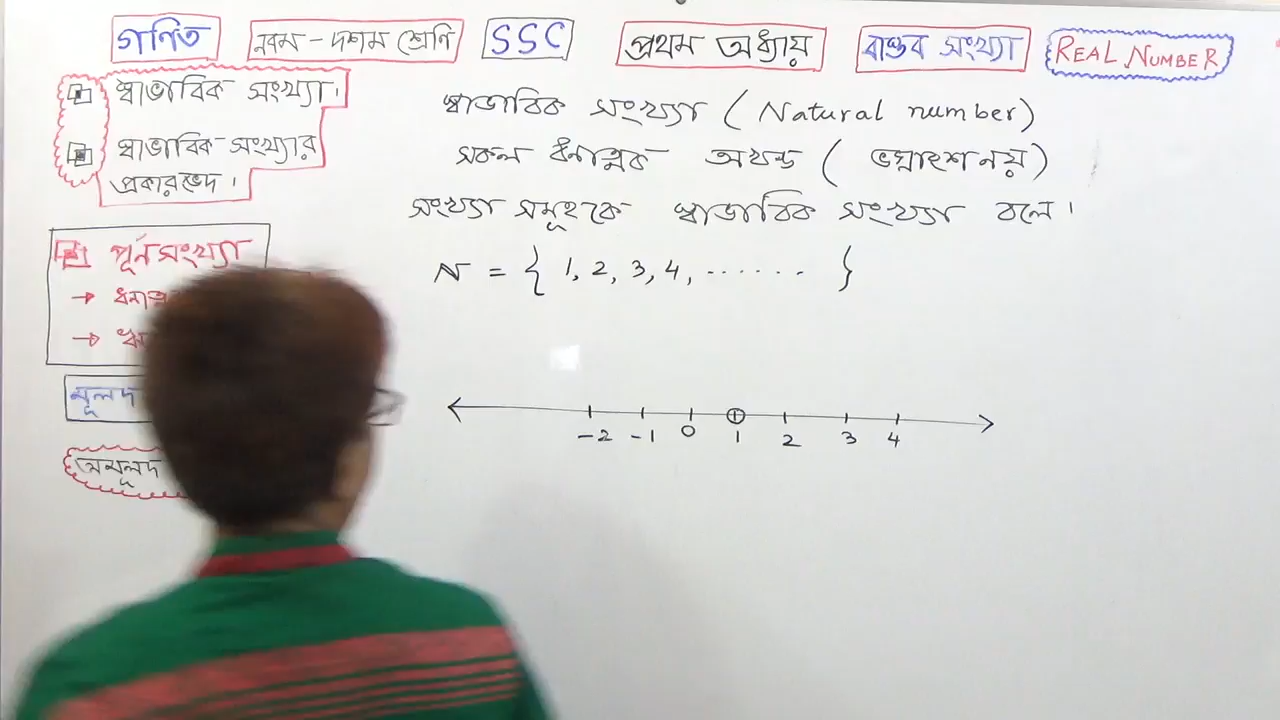 গণিত নবম - দশম শ্রেণি SSC প্রথম অধ্যায় বাস্তব সংখ্যা REAL NUMBER
স্বাভাবিক সংখ্যা।
স্বাভাবিক সংখ্যার
প্রকারভেদ।
পূর্নসংখ্যা
স্বাভাবিক সংখ্যা (Natural number)
সকল ধনাত্মক অখন্ড (ভগ্নাংশ নয়)
সংখ্যা সমূহকে স্বাভাবিক সংখ্যা বলে।
N = { 1, 2, 3, 4, ...... }
-2 -1 0 1 2 3 4